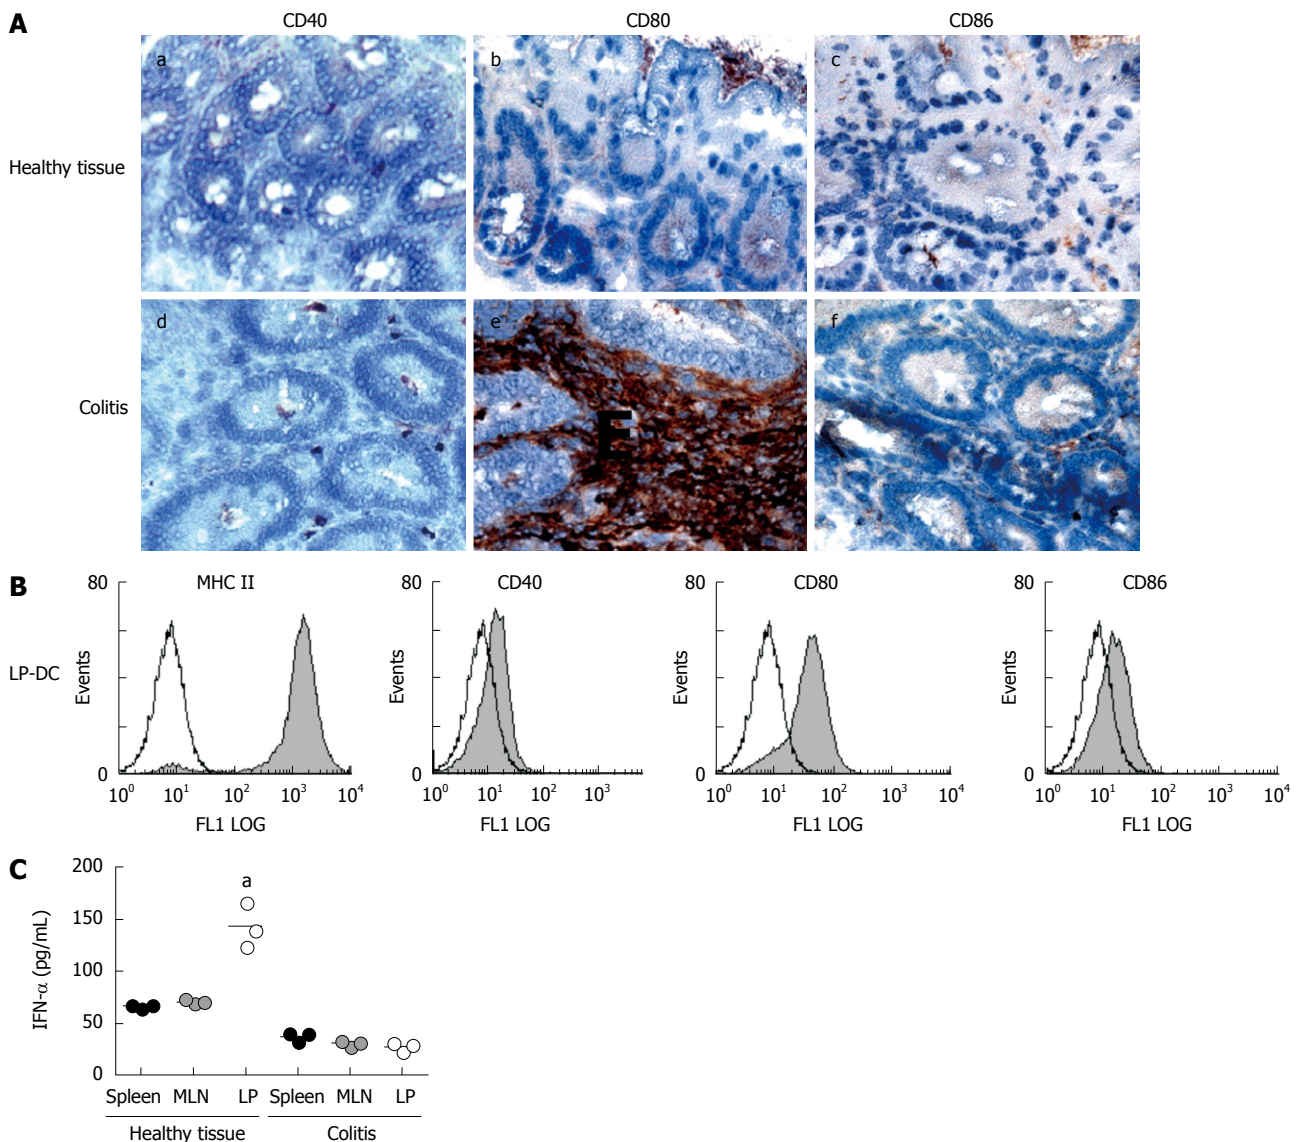 A
CD40 CD80 CD86
Healthy tissue
a b c
Colitis
d e f
E
B
MHC II CD40 CD80 CD86
LP-DC
80 80 80 80
Events Events Events Events
0 0 0 0
10^0 10^1 10^2 10^3 10^4 10^0 10^1 10^2 10^3 10^0 10^1 10^2 10^3 10^4 10^0 10^1 10^2 10^3 10^4
FL1 LOG FL1 LOG FL1 LOG FL1 LOG
C
IFN-α (pg/mL)
200
150
100
50
0
a
Spleen MLN LP Spleen MLN LP
Healthy tissue Colitis